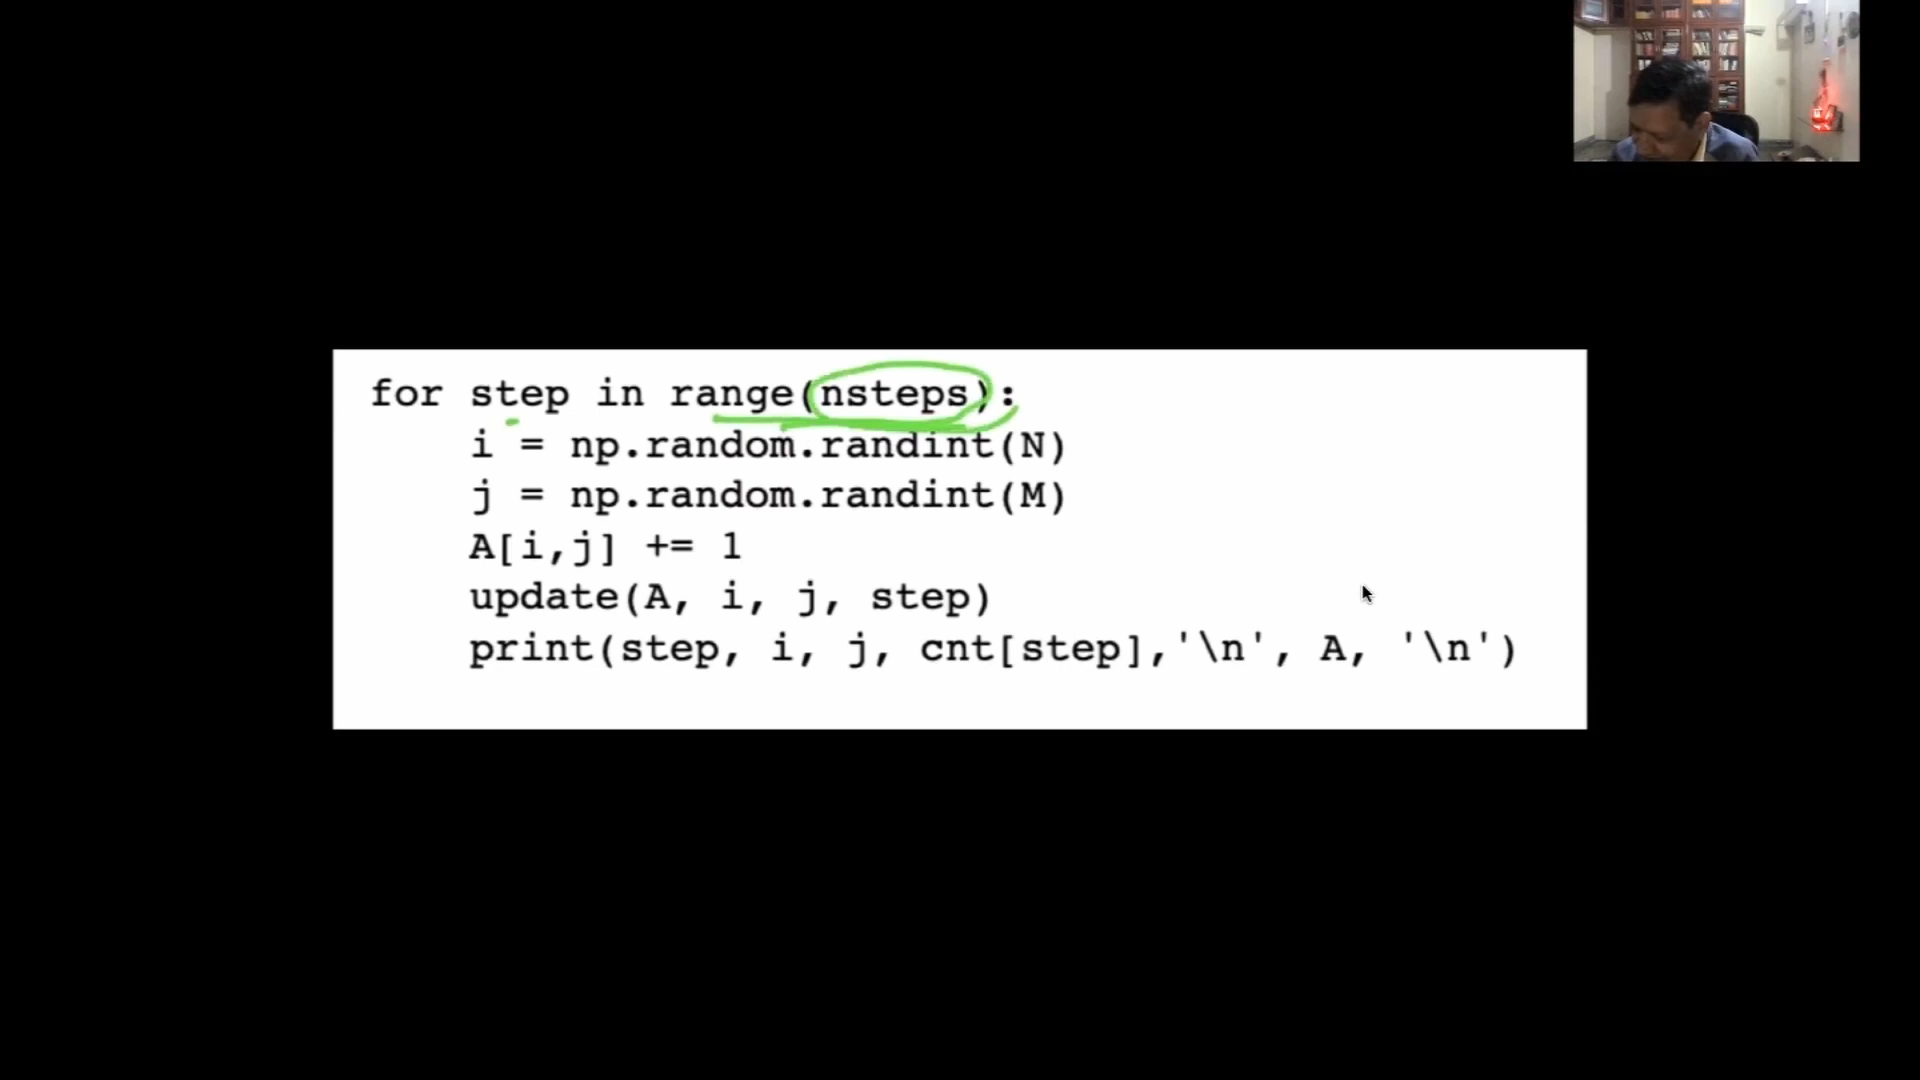 for step in range(nsteps):
i = np.random.randint(N)
j = np.random.randint(M)
A[i,j] += 1
update(A, i, j, step)
print(step, i, j, cnt[step],'\n', A, '\n')